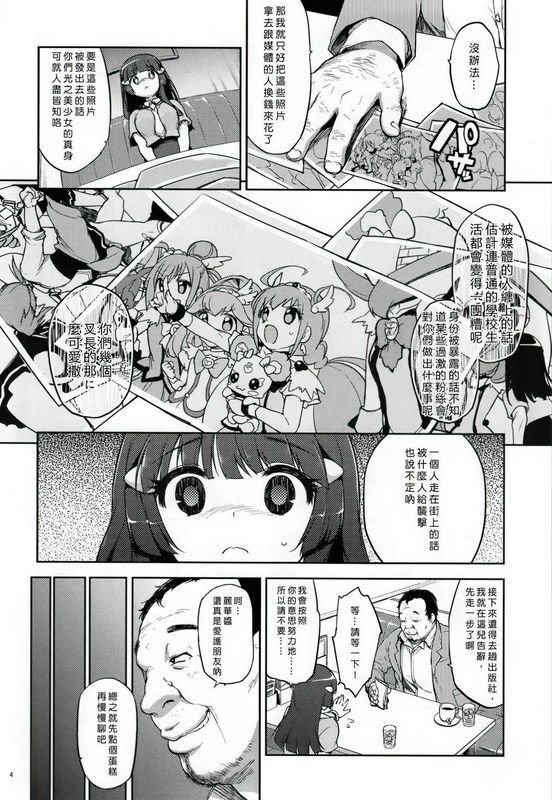 沒辦法…
那我就只好把這些照片
拿去跟媒體的人換錢來花了
パサッ
要是這些照片
被發出去的話
你們光之美少女的真身
可就人盡皆知咯
被媒體的人纏上的話
估計連普通的學校生
活都會變得一團糟呢
身份被暴露的話不知
道某些過激的粉絲會
對你們做出什麼事呢
你們幾個
又長的那
麼可愛撒
一個人走在街上的話
被什麼人給襲擊
也說不定吶
接下來還得去趟出版社,
我就在這兒告辭
先走一步了啊
等…請等一下!
我會按照
你的意思努力地…
所以請不要…
呵…
麗華醬
還真是愛護朋友吶
總之就先點個蛋糕
再慢慢聊吧
4